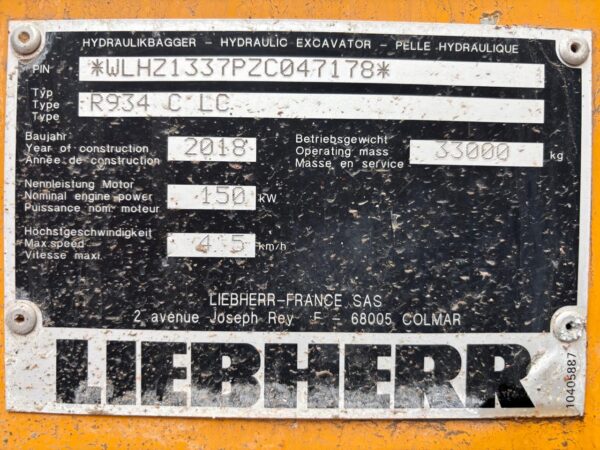 HYDRAULIKBAGGER - HYDRAULIC EXCAVATOR - PELLE HYDRAULIQUE
PIN *WLHZ1337PZC047178*
Typ
Type R934 C LC
Type
Baujahr
Year of construction 2018
Année de construction
Betriebsgewicht
Operating mass 33000 kg
Masse en service
Nennleistung Motor
Nominal engine power 150 kW
Puissance nom. moteur
Höchstgeschwindigkeit
Max.speed 4.5 km/h
Vitesse maxi.
LIEBHERR-FRANCE SAS
2 avenue Joseph Rey F - 68005 COLMAR
LIEBHERR
10405887